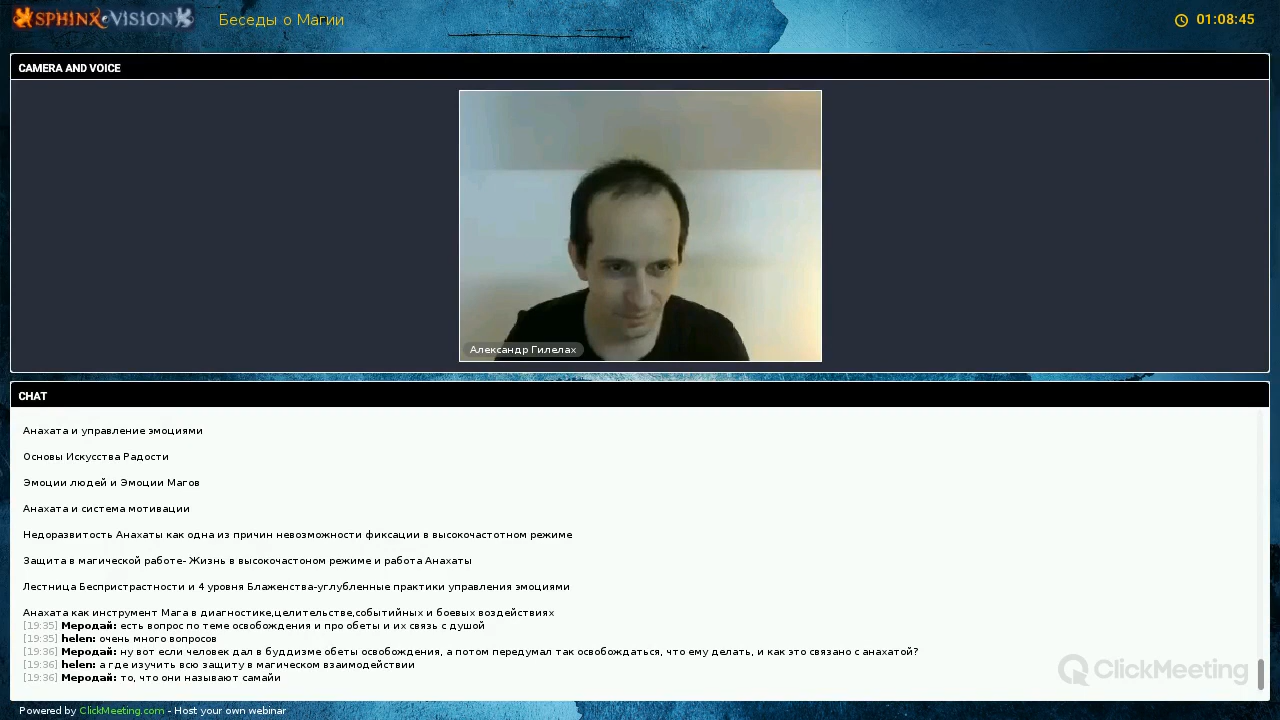 SPHINX VISION Беседы о Магии 01:08:45
CAMERA AND VOICE
Александр Гилелах
CHAT
Анахата и управление эмоциями
Основы Искусства Радости
Эмоции людей и Эмоции Магов
Анахата и система мотивации
Недоразвитость Анахаты как одна из причин невозможности фиксации в высокочастотном режиме
Защита в магической работе- Жизнь в высокочастоном режиме и работа Анахаты
Лестница Беспристрастности и 4 уровня Блаженства-углубленные практики управления эмоциями
Анахата как инструмент Мага в диагностике,целительстве,событийных и боевых воздействиях
[19:35] Меродай: есть вопрос по теме освобождения и про обеты и их связь с душой
[19:35] helen: очень много вопросов
[19:36] Меродай: ну вот если человек дал в буддизме обеты освобождения, а потом передумал так освобождаться, что ему делать, и как это связано с анахатой?
[19:36] helen: а где изучить всю защиту в магическом взаимодействии
[19:36] Меродай: то, что они называют самайи
ClickMeeting
Powered by ClickMeeting.com - Host your own webinar